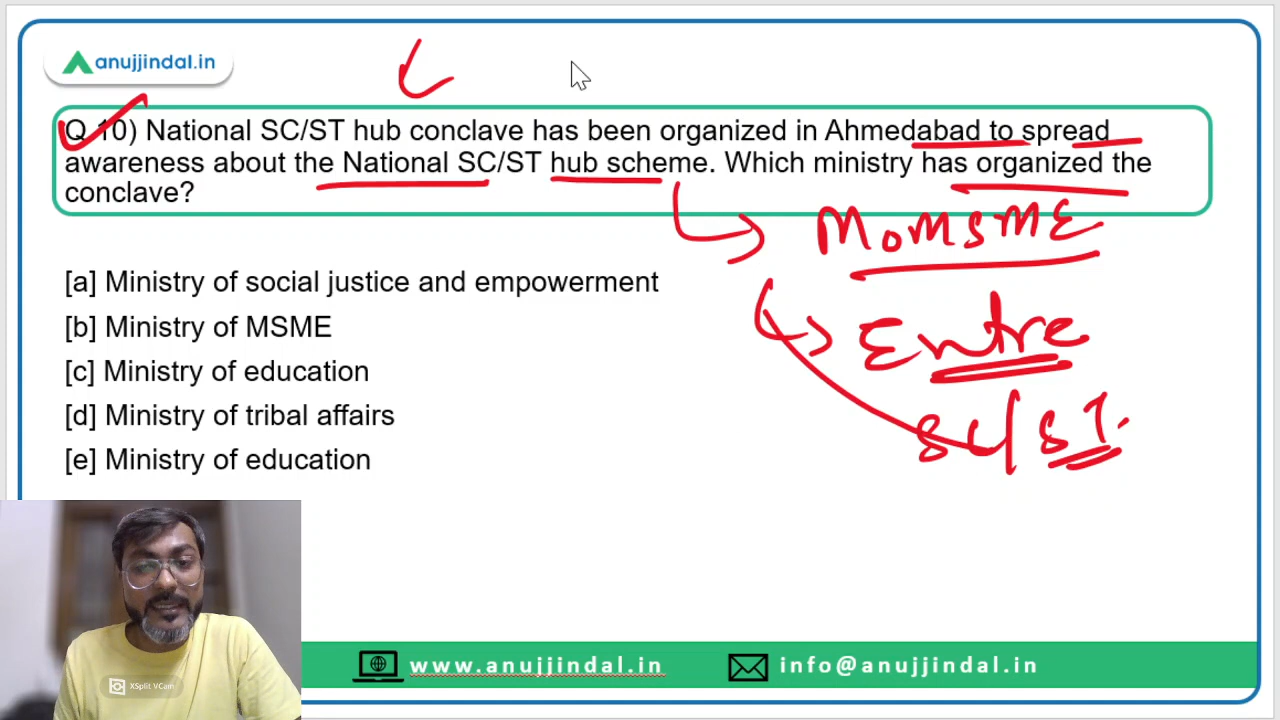 anujjindal.in
Q 10) National SC/ST hub conclave has been organized in Ahmedabad to spread
awareness about the National SC/ST hub scheme. Which ministry has organized the
conclave?
MoMSME
[a] Ministry of social justice and empowerment
[b] Ministry of MSME
Entre
[c] Ministry of education
[d] Ministry of tribal affairs
SC/ST.
[e] Ministry of education
XSplit VCam
www.anujjindal.in
info@anujjindal.in